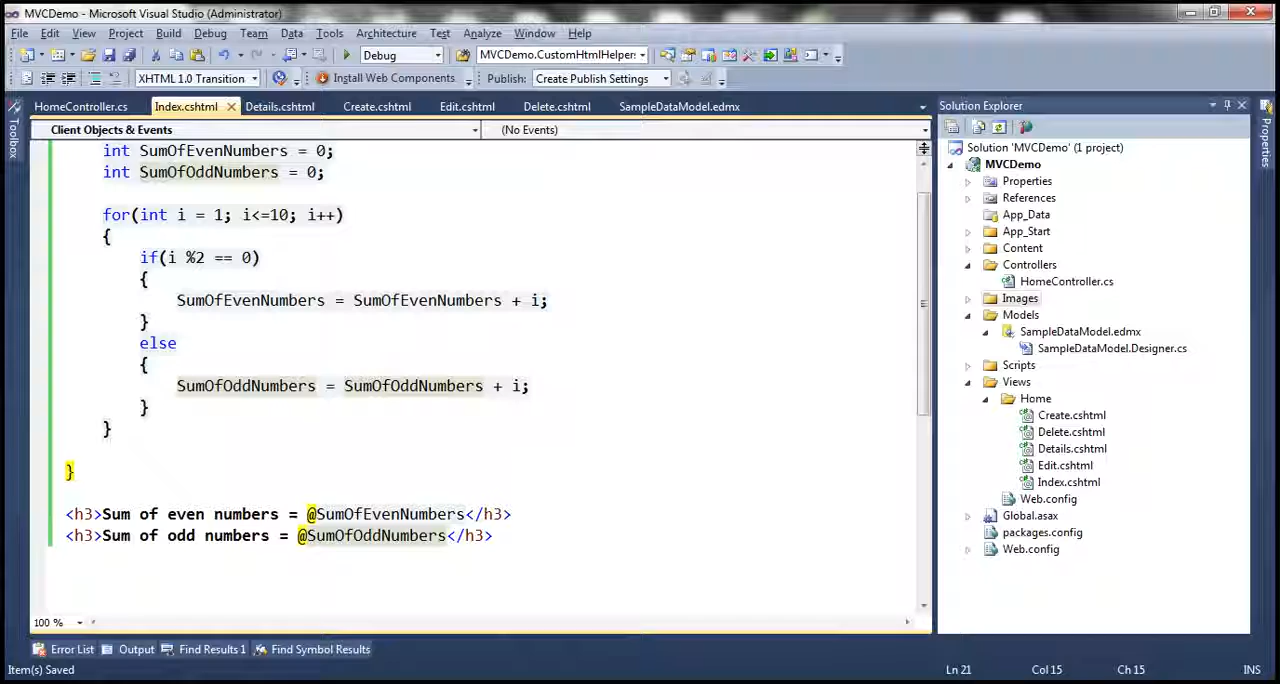 MVCDemo - Microsoft Visual Studio (Administrator)
File Edit View Project Build Debug Team Data Tools Architecture Test Analyze Window Help
Debug MVCDemo.CustomHtmlHelper
XHTML 1.0 Transition Install Web Components Publish: Create Publish Settings
HomeController.cs Index.cshtml Details.cshtml Create.cshtml Edit.cshtml Delete.cshtml SampleDataModel.edmx
Client Objects & Events (No Events)
int SumOfEvenNumbers = 0;
int SumOfOddNumbers = 0;
for(int i = 1; i<=10; i++)
{
if(i %2 == 0)
{
SumOfEvenNumbers = SumOfEvenNumbers + i;
}
else
{
SumOfOddNumbers = SumOfOddNumbers + i;
}
}
}
<h3>Sum of even numbers = @SumOfEvenNumbers</h3>
<h3>Sum of odd numbers = @SumOfOddNumbers</h3>
100 %
Toolbox
Solution Explorer
Solution 'MVCDemo' (1 project)
MVCDemo
Properties
References
App_Data
App_Start
Content
Controllers
HomeController.cs
Images
Models
SampleDataModel.edmx
SampleDataModel.Designer.cs
Scripts
Views
Home
Create.cshtml
Delete.cshtml
Details.cshtml
Edit.cshtml
Index.cshtml
Web.config
Global.asax
packages.config
Web.config
Properties
Error List Output Find Results 1 Find Symbol Results
Item(s) Saved Ln 21 Col 15 Ch 15 INS